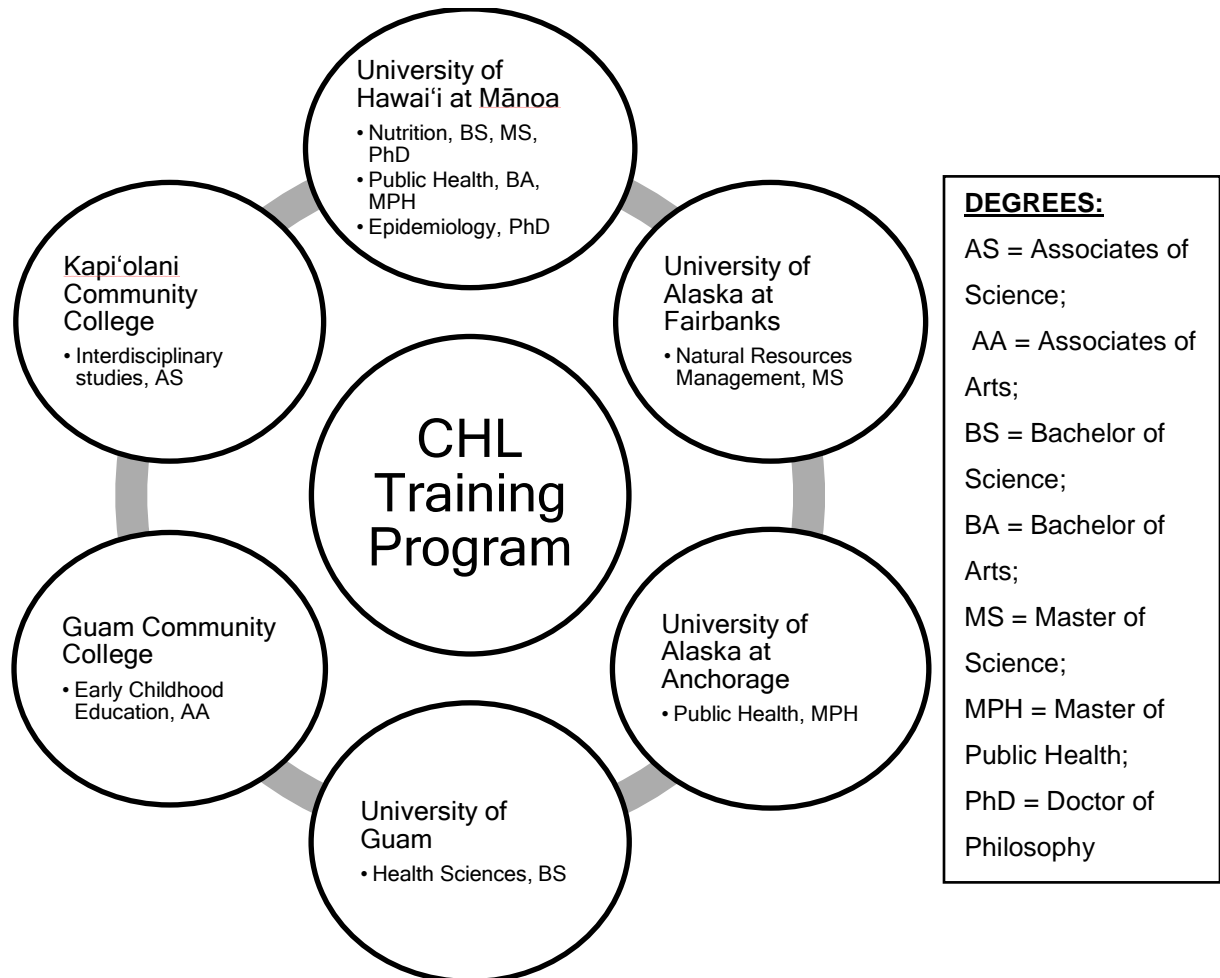 University of
Hawaiʻi at Mānoa
• Nutrition, BS, MS,
PhD
• Public Health, BA,
MPH
• Epidemiology, PhD
University of
Alaska at
Fairbanks
• Natural Resources
Management, MS
University of
Alaska at
Anchorage
• Public Health, MPH
University of
Guam
• Health Sciences, BS
Guam Community
College
• Early Childhood
Education, AA
Kapiʻolani
Community
College
• Interdisciplinary
studies, AS
CHL
Training
Program
DEGREES:
AS = Associates of
Science;
AA = Associates of
Arts;
BS = Bachelor of
Science;
BA = Bachelor of
Arts;
MS = Master of
Science;
MPH = Master of
Public Health;
PhD = Doctor of
Philosophy